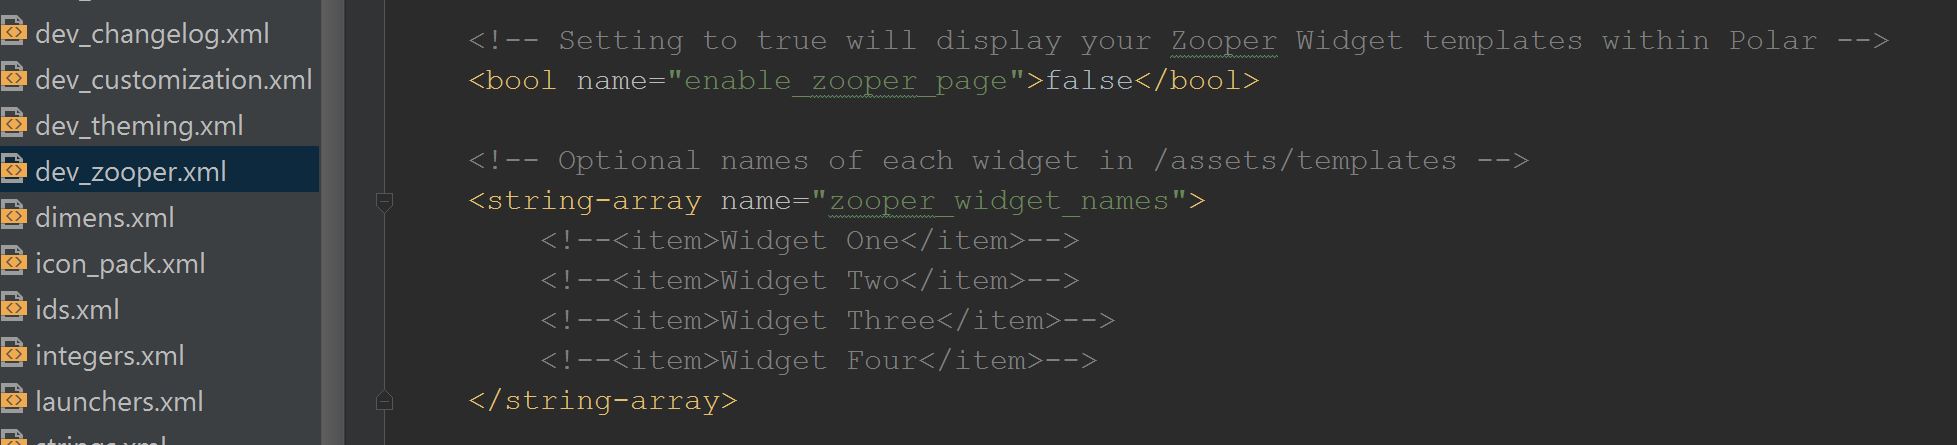 dev_changelog.xml
dev_customization.xml
dev_theming.xml
dev_zooper.xml
dimens.xml
icon_pack.xml
ids.xml
integers.xml
launchers.xml
strings.xml
<!-- Setting to true will display your Zooper Widget templates within Polar -->
<bool name="enable_zooper_page">false</bool>
<!-- Optional names of each widget in /assets/templates -->
<string-array name="zooper_widget_names">
<!--<item>Widget One</item>-->
<!--<item>Widget Two</item>-->
<!--<item>Widget Three</item>-->
<!--<item>Widget Four</item>-->
</string-array>